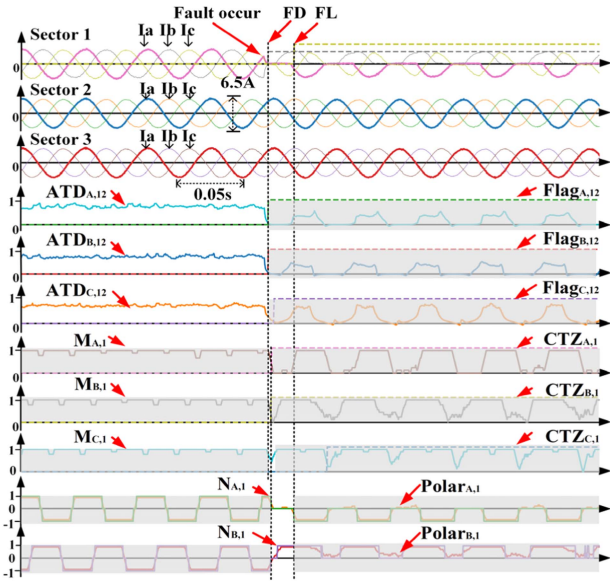 Fault occur FD FL
Sector 1 Ia Ib Ic
0
Sector 2 6.5A
0
Ia Ib Ic
Sector 3
0
0.05s
ATDA,12 FlagA,12
1
0
ATDB,12 FlagB,12
1
0
ATDC,12 FlagC,12
1
0
MA,1 CTZA,1
1
0
MB,1 CTZB,1
1
0
MC,1 CTZC,1
1
0
NA,1 PolarA,1
1
0
-1
NB,1 PolarB,1
1
0
-1